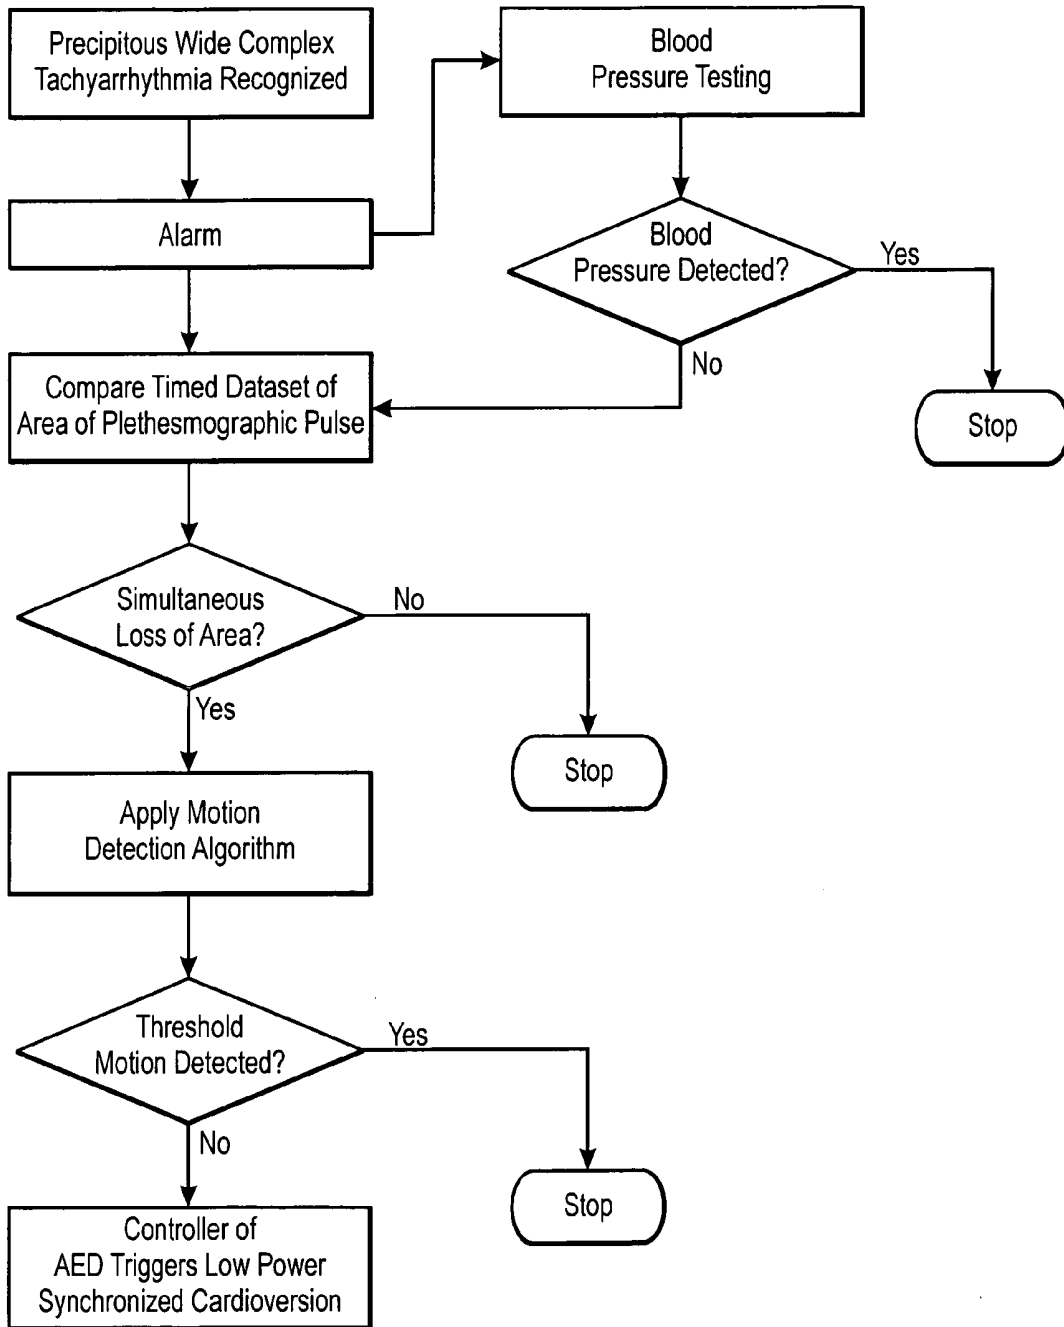 Precipitous Wide Complex
Tachyarrhythmia Recognized
Blood
Pressure Testing
Alarm
Blood
Pressure Detected?
Yes
No
Compare Timed Dataset of
Area of Plethesmographic Pulse
Stop
Simultaneous
Loss of Area?
No
Yes
Stop
Apply Motion
Detection Algorithm
Threshold
Motion Detected?
Yes
No
Stop
Controller of
AED Triggers Low Power
Synchronized Cardioversion